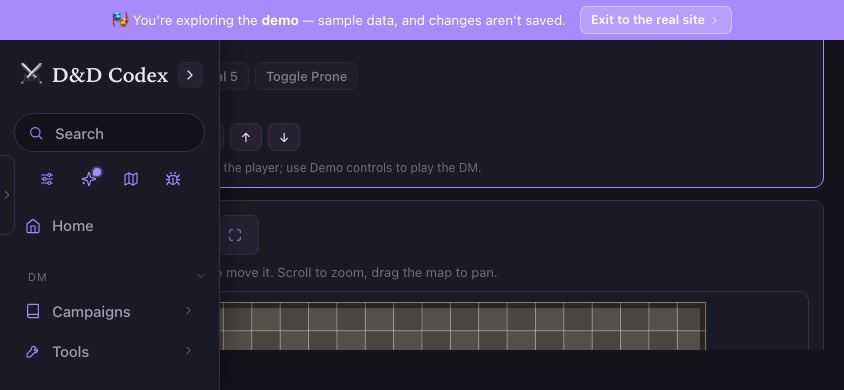 You're exploring the demo — sample data, and changes aren't saved. Exit to the real site
D&D Codex
Search
Home
DM
Campaigns
Tools
5
Toggle Prone
the player; use Demo controls to play the DM.
move it. Scroll to zoom, drag the map to pan.